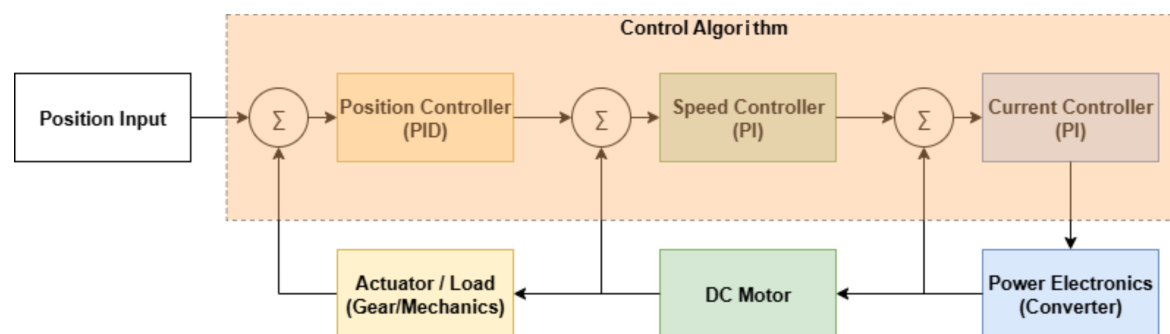 Control Algorithm
Position Input
Σ
Position Controller
(PID)
Σ
Speed Controller
(PI)
Σ
Current Controller
(PI)
Actuator / Load
(Gear/Mechanics)
DC Motor
Power Electronics
(Converter)